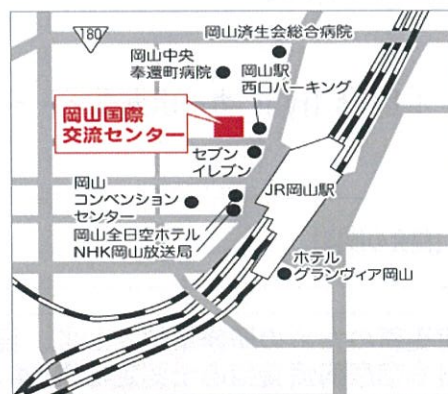 180
岡山済生会総合病院
岡山中央
奉還町病院
岡山駅
西口パーキング
岡山国際
交流センター
セブン
イレブン
JR岡山駅
岡山
コンベンション
センター
岡山全日空ホテル
NHK岡山放送局
ホテル
グランヴィア岡山